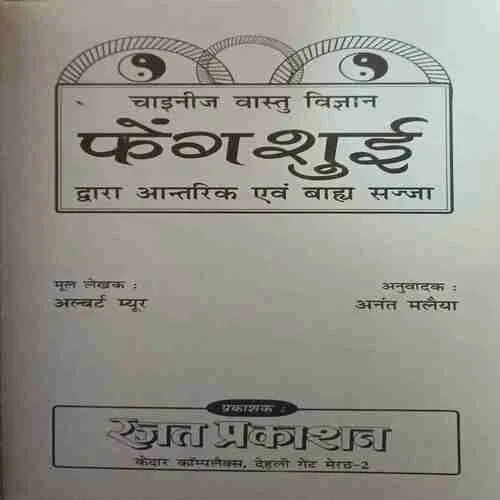 चाइनीज वास्तु विज्ञान
फेंगशुई
द्वारा आन्तरिक एवं बाह्य सज्जा
मूल लेखक :
अल्बर्ट म्यूर
अनुवादक :
अनंत मलैया
प्रकाशक :
रजत प्रकाशन
केदार कॉम्पलैक्स, देहली गेट मेरठ-2